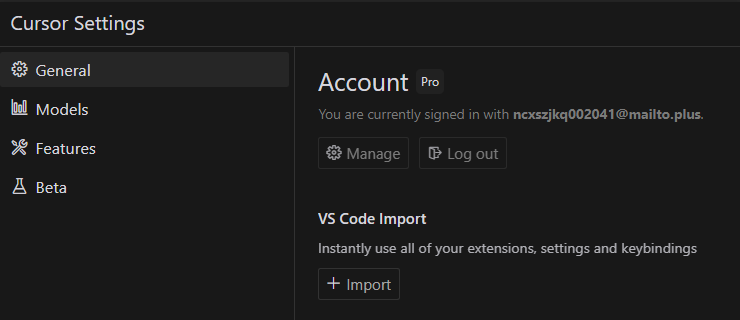 Cursor Settings
General
Models
Features
Beta
Account Pro
You are currently signed in with ncxszjkq002041@mailto.plus.
Manage Log out
VS Code Import
Instantly use all of your extensions, settings and keybindings
+ Import